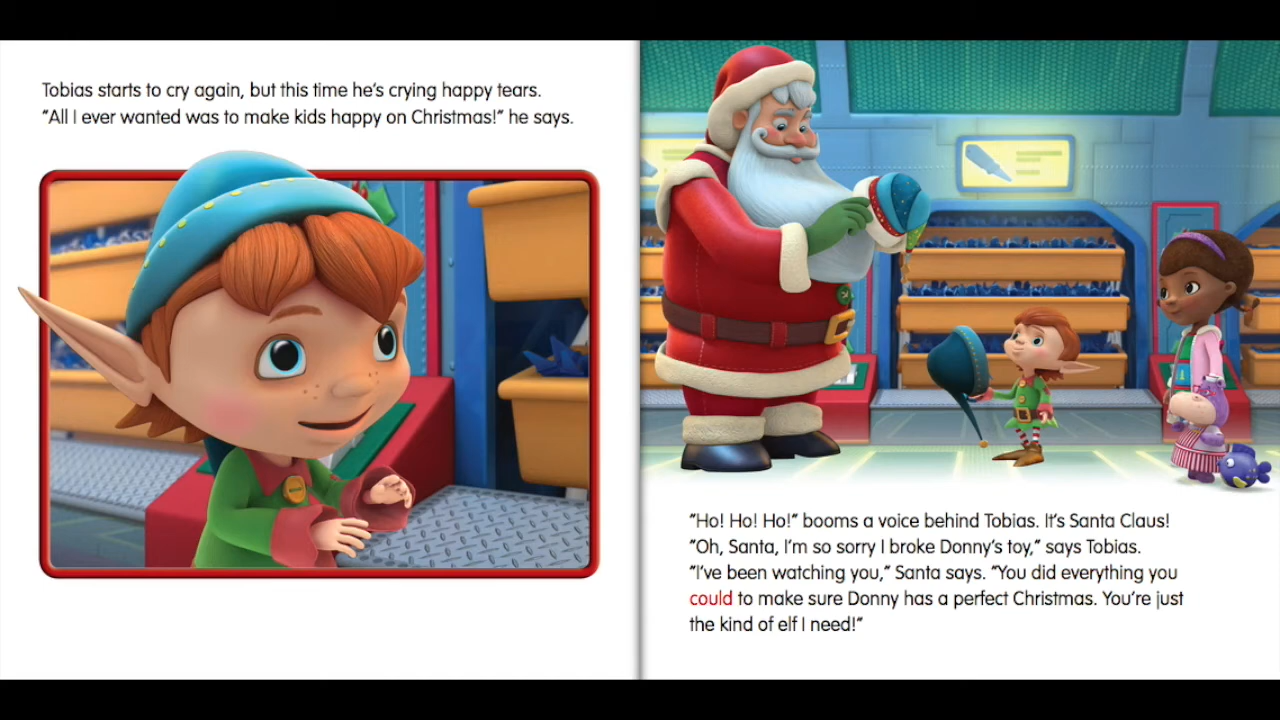 Tobias starts to cry again, but this time he's crying happy tears.
"All I ever wanted was to make kids happy on Christmas!" he says.
"Ho! Ho! Ho!" booms a voice behind Tobias. It's Santa Claus!
"Oh, Santa, I'm so sorry I broke Donny's toy," says Tobias.
"I've been watching you," Santa says. "You did everything you
could to make sure Donny has a perfect Christmas. You're just
the kind of elf I need!"